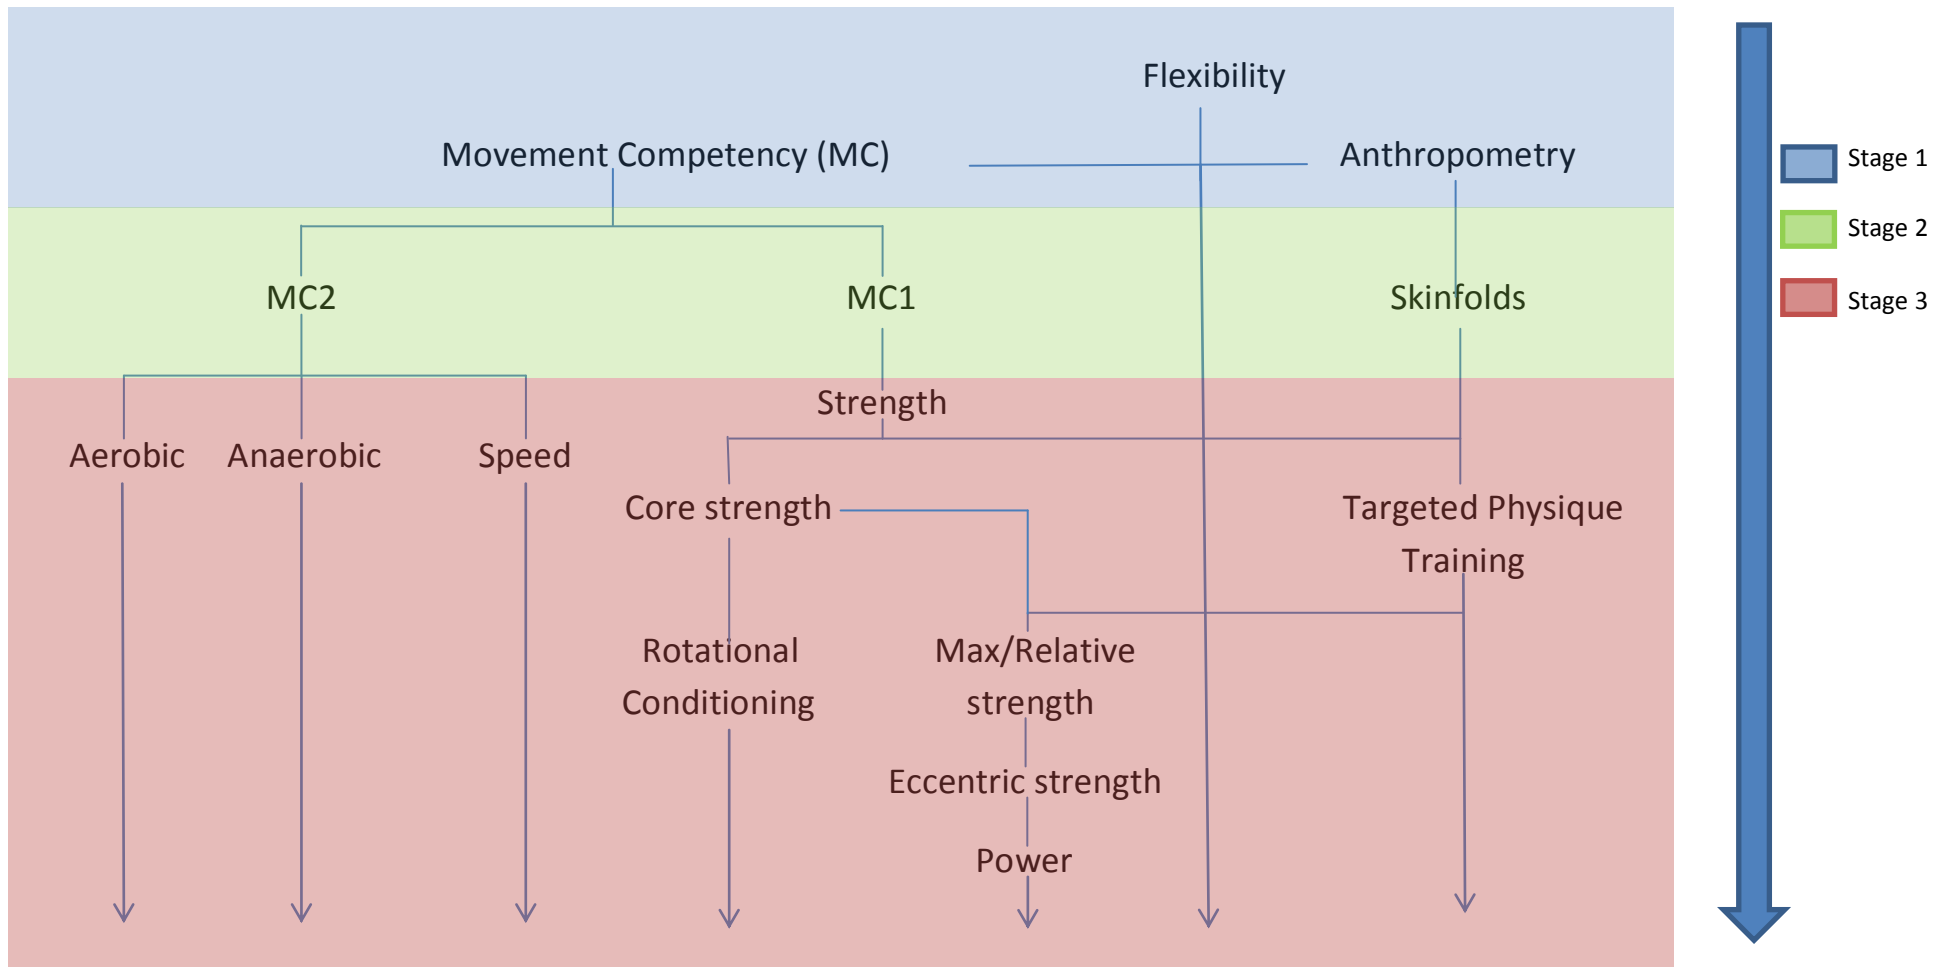 Flexibility
Movement Competency (MC)
Anthropometry
Stage 1
Stage 2
Stage 3
MC2
MC1
Skinfolds
Strength
Aerobic
Anaerobic
Speed
Core strength
Targeted Physique
Training
Rotational
Conditioning
Max/Relative
strength
Eccentric strength
Power